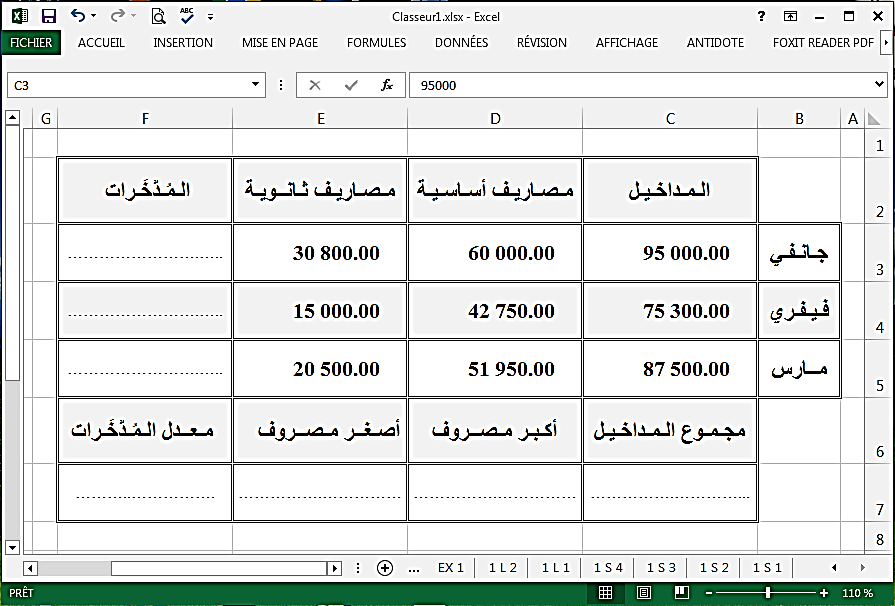 Classeur1.xlsx - Excel
FICHIER ACCUEIL INSERTION MISE EN PAGE FORMULES DONNÉES RÉVISION AFFICHAGE ANTIDOTE FOXIT READER PDF
C3 fx 95000
G F E D C B A
1
المداخيل مصاريف أساسية مصاريف ثانوية المُدَّخَرات
2
جانفي 95 000.00 60 000.00 30 800.00 ..............................
3
فيفري 75 300.00 42 750.00 15 000.00 ..............................
4
مارس 87 500.00 51 950.00 20 500.00 ..............................
5
مجموع المداخيل أكبر مصروف أصغر مصروف معدل المُدَّخَرات
6
.............................. .............................. .............................. ..............................
7
8
... EX 1 1 L 2 1 L 1 1 S 4 1 S 3 1 S 2 1 S 1
PRÊT 110 %